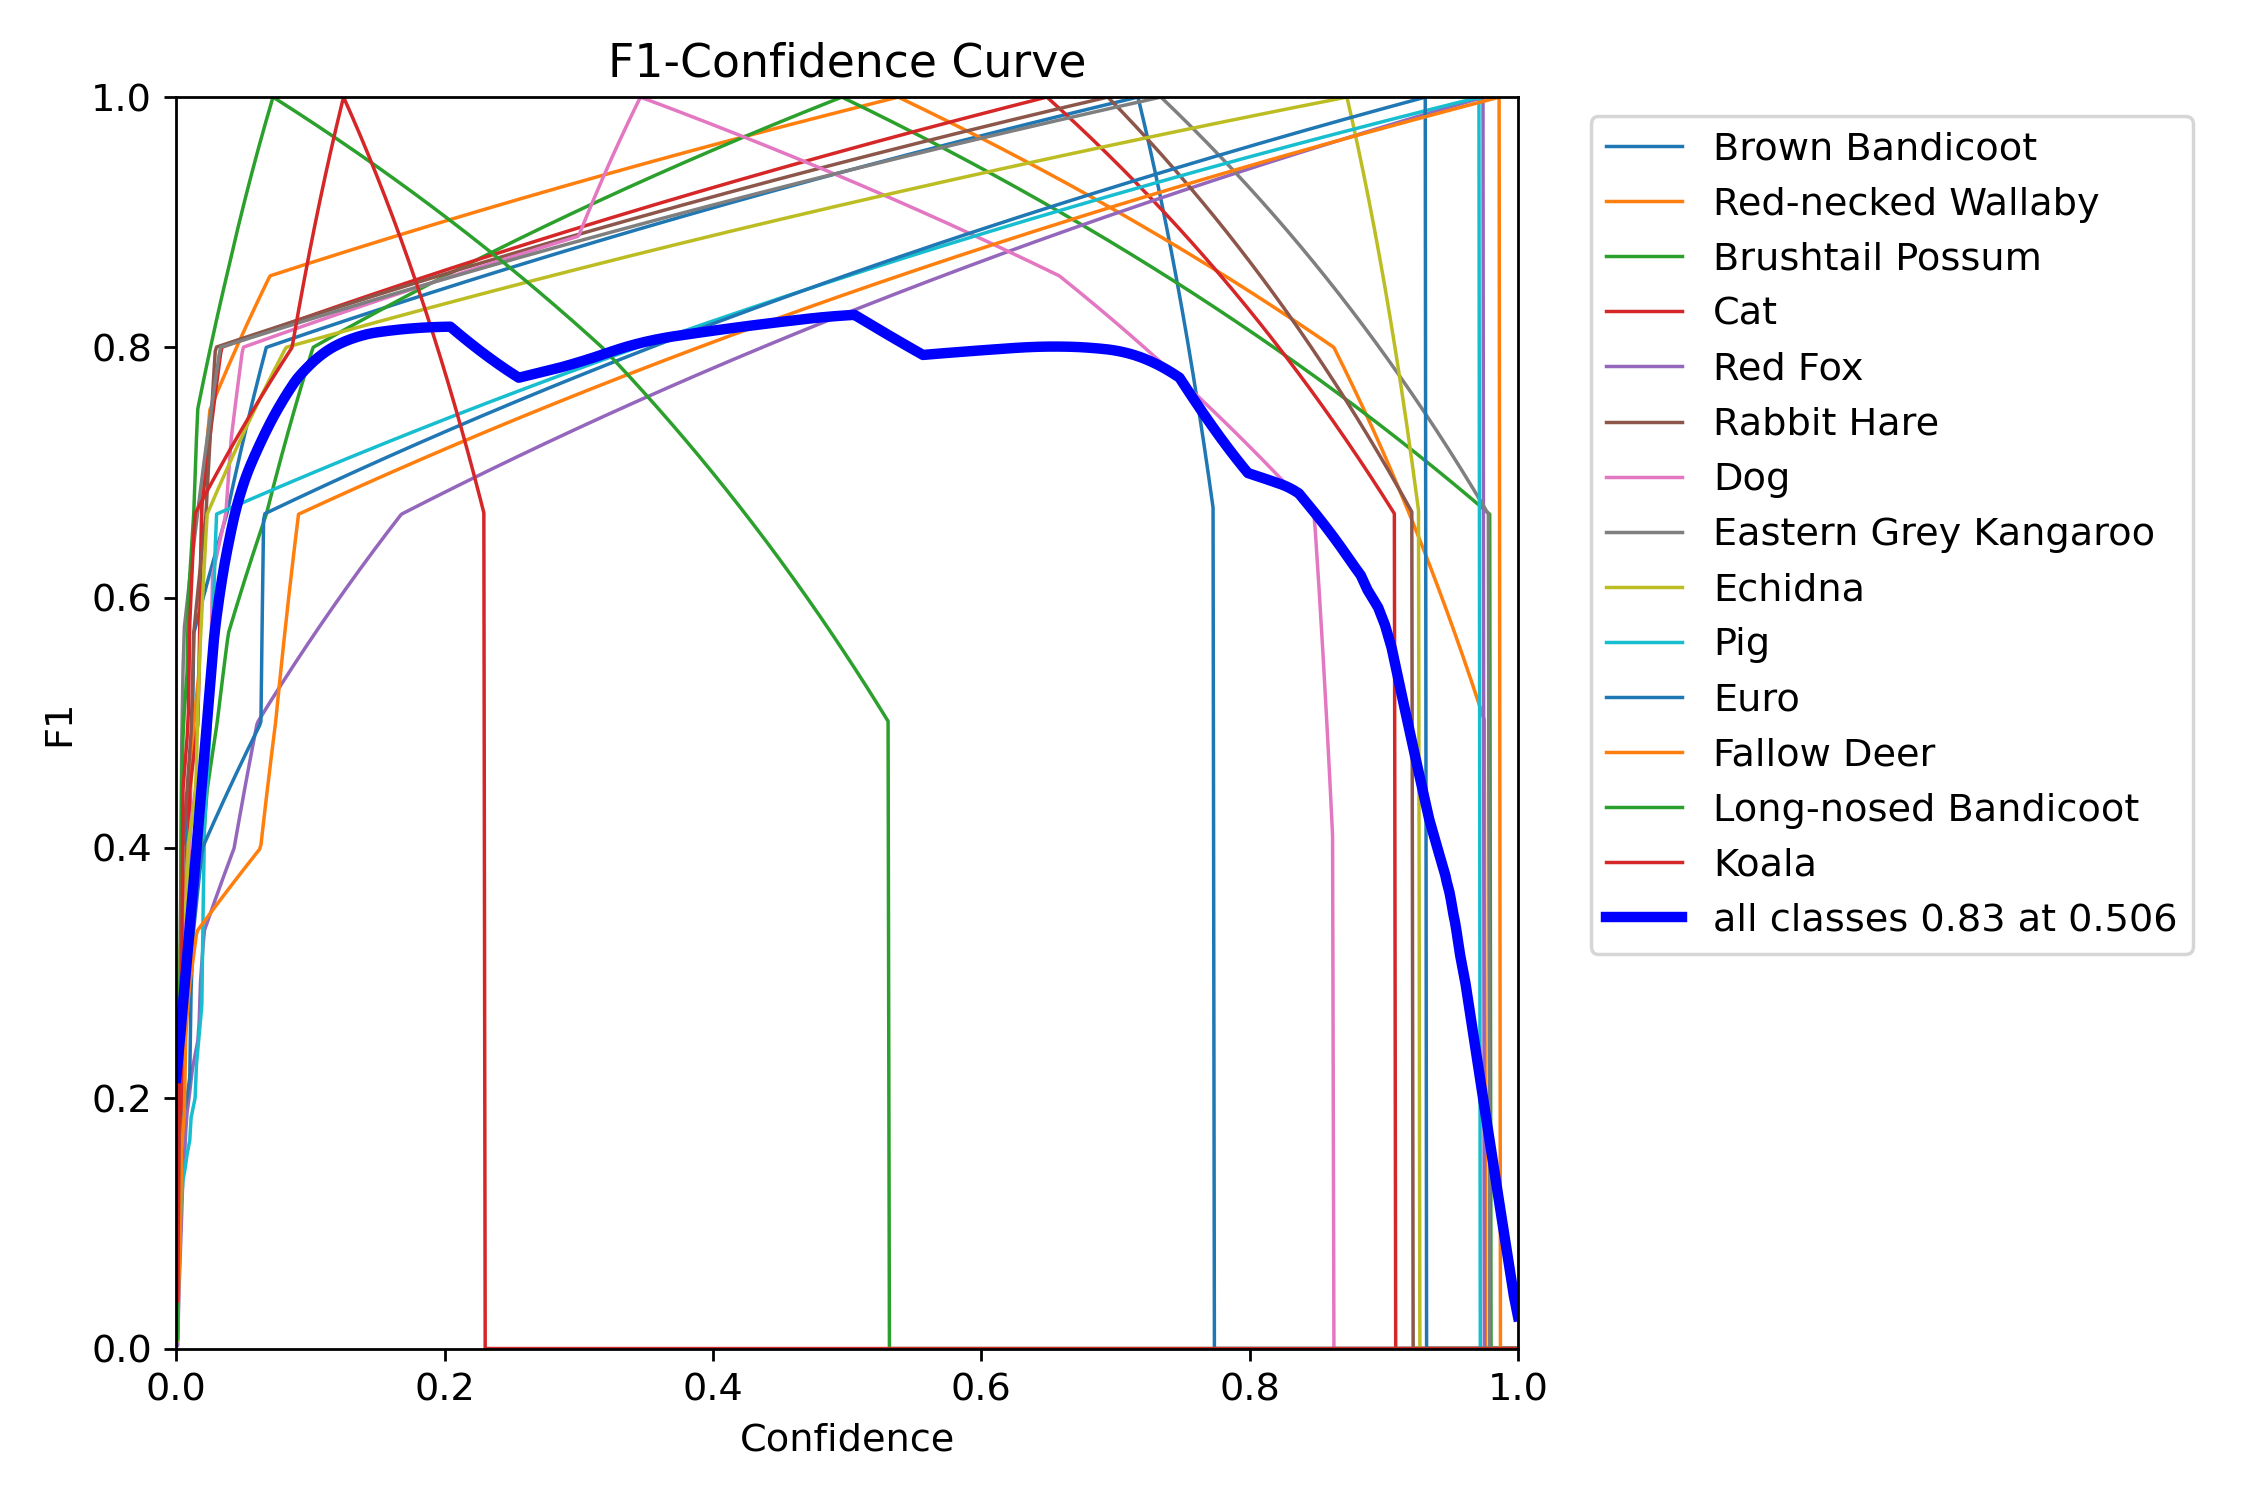 F1-Confidence Curve
1.0
0.8
0.6
0.4
0.2
0.0
F1
0.0 0.2 0.4 0.6 0.8 1.0
Confidence
Brown Bandicoot
Red-necked Wallaby
Brushtail Possum
Cat
Red Fox
Rabbit Hare
Dog
Eastern Grey Kangaroo
Echidna
Pig
Euro
Fallow Deer
Long-nosed Bandicoot
Koala
all classes 0.83 at 0.506